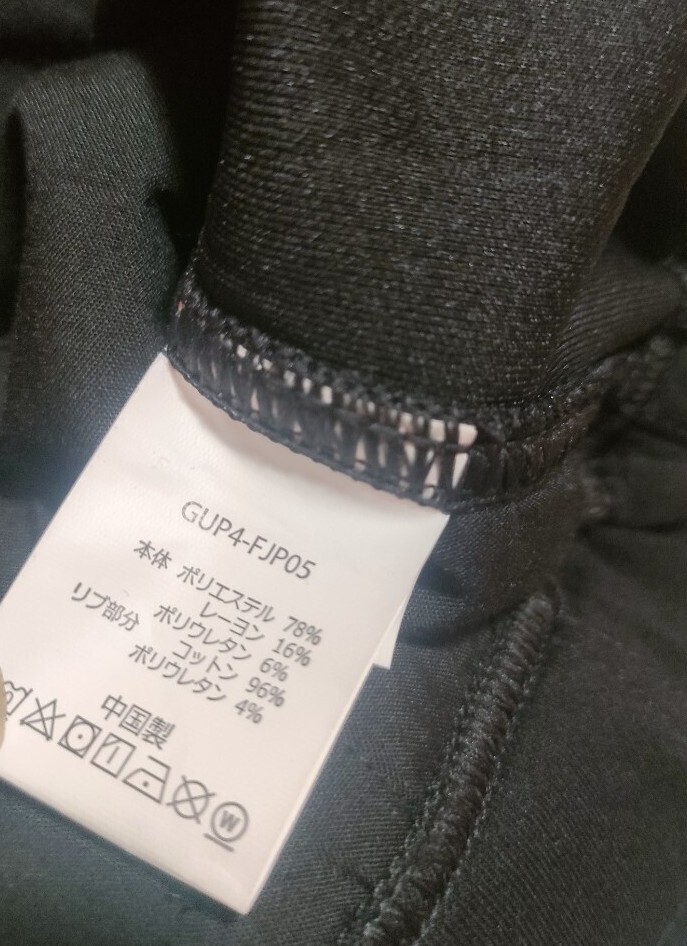 GUP4-FJP05
本体 ポリエステル 78%
レーヨン 16%
ポリウレタン 6%
リブ部分 コットン 96%
ポリウレタン 4%
中国製
W